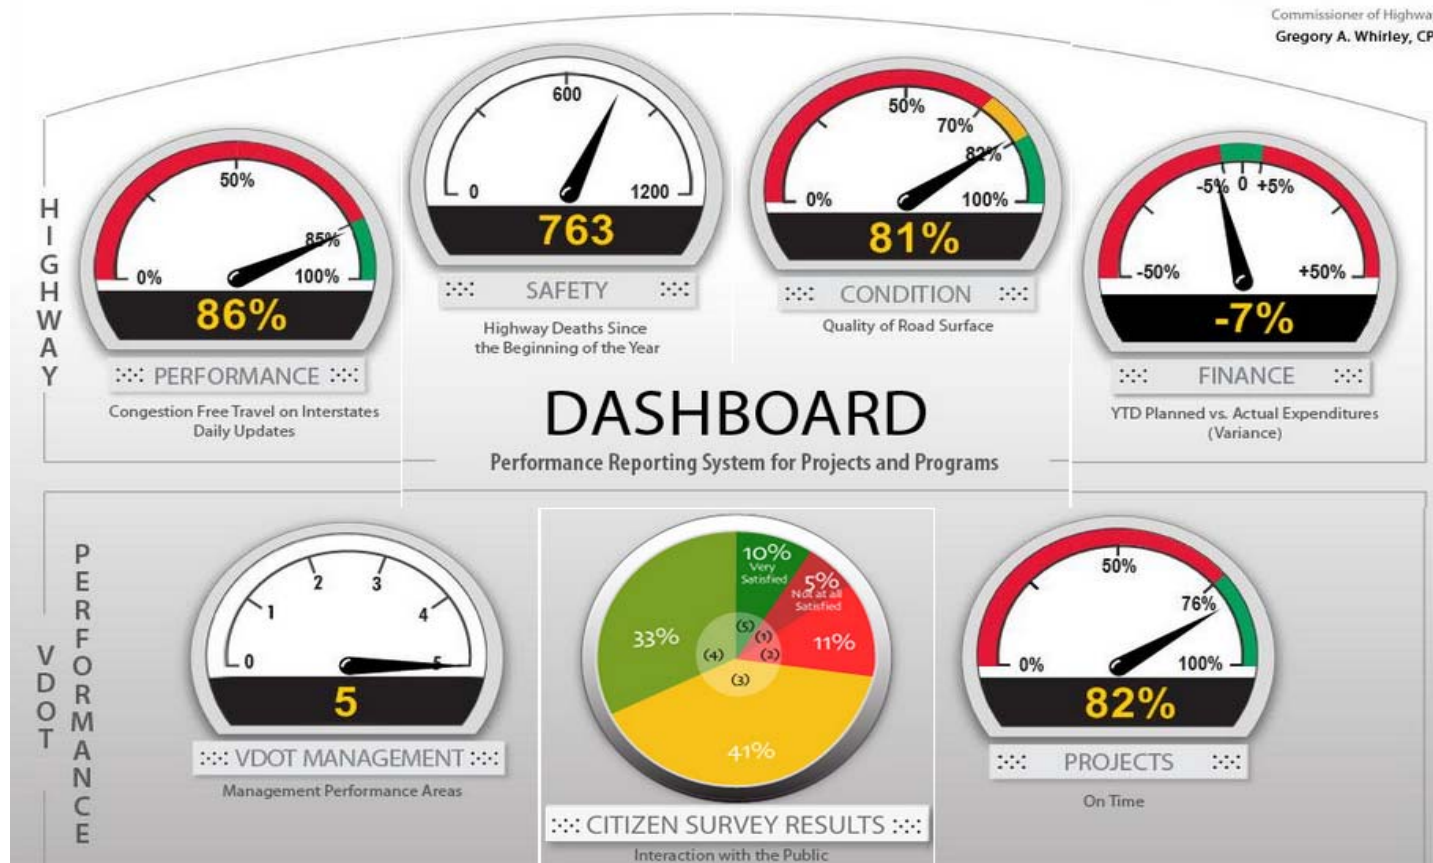 Commissioner of Highwa
Gregory A. Whirley, CP
HIGHWAY
50%
85%
0%
100%
86%
PERFORMANCE
Congestion Free Travel on Interstates
Daily Updates
600
0
1200
763
SAFETY
Highway Deaths Since
the Beginning of the Year
50%
70%
82%
0%
100%
81%
CONDITION
Quality of Road Surface
-5% 0 +5%
-50%
+50%
-7%
FINANCE
YTD Planned vs. Actual Expenditures
(Variance)
DASHBOARD
Performance Reporting System for Projects and Programs
VDOT
PERFORMANCE
2
3
1
4
0
5
5
VDOT MANAGEMENT
Management Performance Areas
10%
Very
Satisfied
5%
Not at all
Satisfied
33%
11%
(5)
(1)
(4)
(2)
(3)
41%
CITIZEN SURVEY RESULTS
Interaction with the Public
50%
76%
0%
100%
82%
PROJECTS
On Time